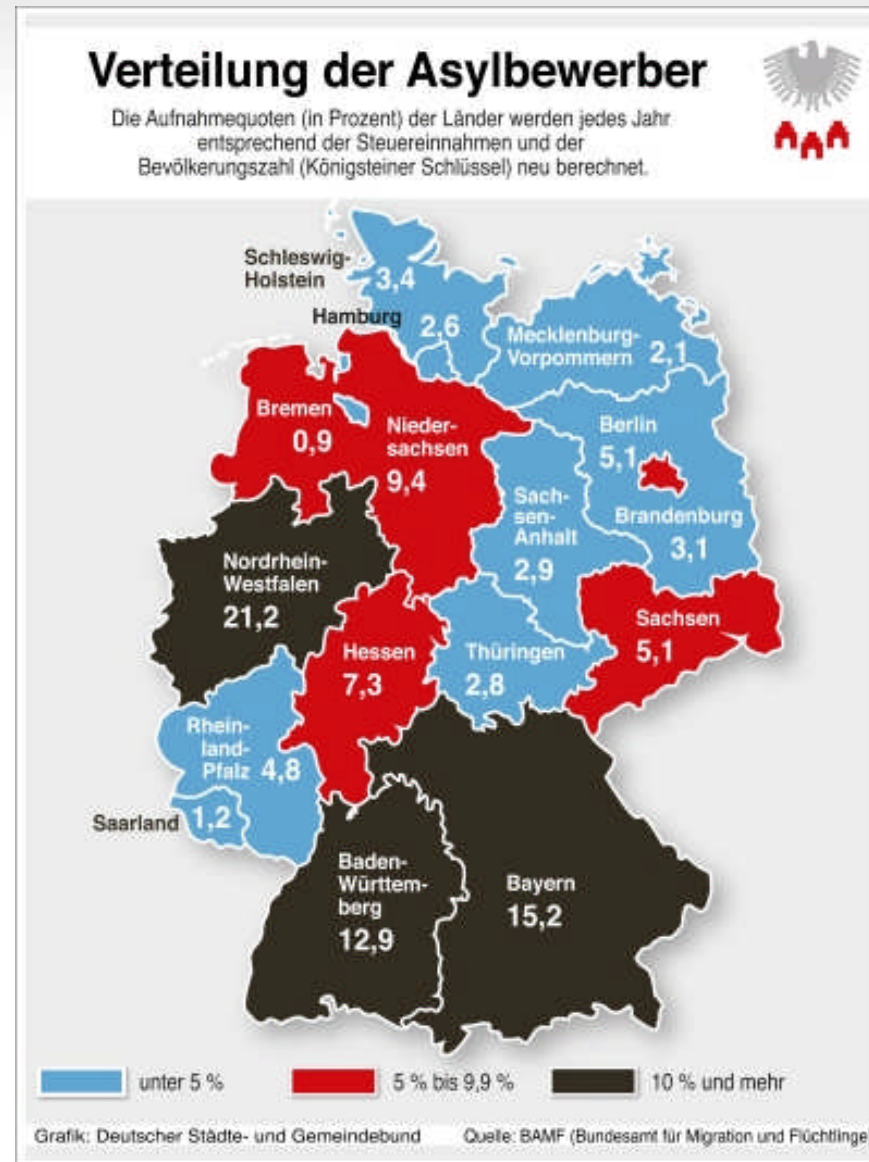 Verteilung der Asylbewerber
Die Aufnahmequoten (in Prozent) der Länder werden jedes Jahr
entsprechend der Steuereinnahmen und der
Bevölkerungszahl (Königsteiner Schlüssel) neu berechnet.
Schleswig-
Holstein
3,4
Hamburg
2,6
Mecklenburg-
Vorpommern
2,1
Bremen
0,9
Nieder-
sachsen
9,4
Berlin
5,1
Sach-
sen-
Anhalt
2,9
Brandenburg
3,1
Nordrhein-
Westfalen
21,2
Hessen
7,3
Thüringen
2,8
Sachsen
5,1
Rhein-
land-
Pfalz
4,8
Saarland
1,2
Baden-
Württem-
berg
12,9
Bayern
15,2
unter 5 %
5 % bis 9,9 %
10 % und mehr
Grafik: Deutscher Städte- und Gemeindebund
Quelle: BAMF (Bundesamt für Migration und Flüchtlinge